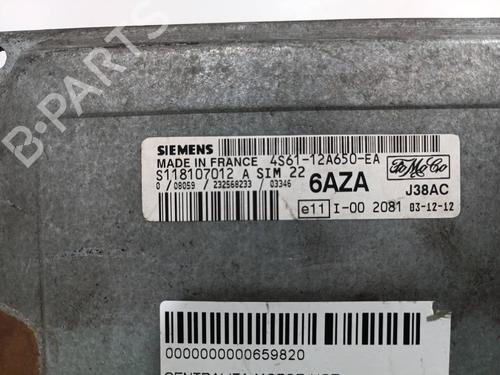 SIEMENS
MADE IN FRANCE 4S61-12A650-EA
S118107012 A SIM 22
0 / 08059 / 232568233 / 03346
6AZA
FoMoCo
J38AC
e11 I-00 2081 03-12-12
B-PARTS
0000000000659820